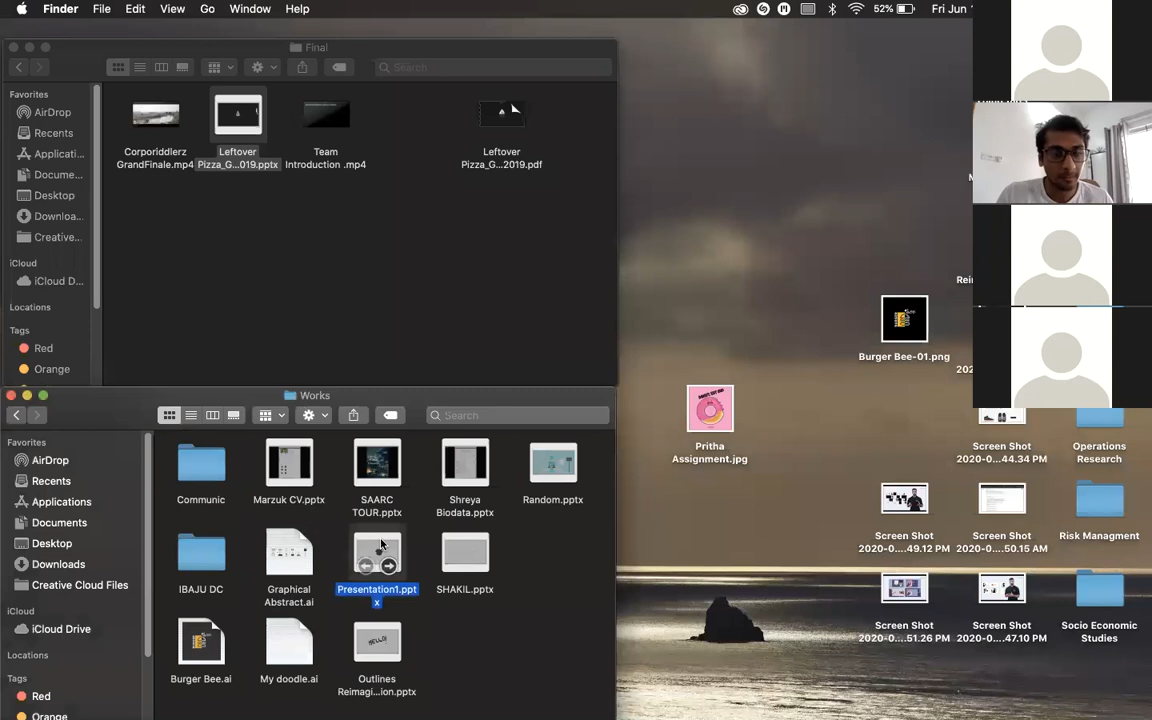 Finder File Edit View Go Window Help 52% Fri Jun
Final
Search
Favorites
AirDrop
Recents
Applicati...
Docume...
Desktop
Downloa...
Creative...
iCloud
iCloud D...
Locations
Tags
Red
Orange
Corporiddlerz
GrandFinale.mp4
Leftover
Pizza_G...019.pptx
Team
Introduction .mp4
Leftover
Pizza_G...2019.pdf
Works
Search
Favorites
AirDrop
Recents
Applications
Documents
Desktop
Downloads
Creative Cloud Files
iCloud
iCloud Drive
Locations
Tags
Red
Orange
Communic
Marzuk CV.pptx
SAARC
TOUR.pptx
Shreya
Biodata.pptx
Random.pptx
IBAJU DC
Graphical
Abstract.ai
Presentation1.ppt
x
SHAKIL.pptx
Burger Bee.ai
My doodle.ai
HELLO!
Outlines
Reimagi...ion.pptx
Burger Bee-01.png
Pritha
Assignment.jpg
Screen Shot
2020-0....44.34 PM
Operations
Research
Screen Shot
2020-0....49.12 PM
Screen Shot
2020-0...50.15 AM
Risk Managment
Screen Shot
2020-0....51.26 PM
Screen Shot
2020-0....47.10 PM
Socio Economic
Studies